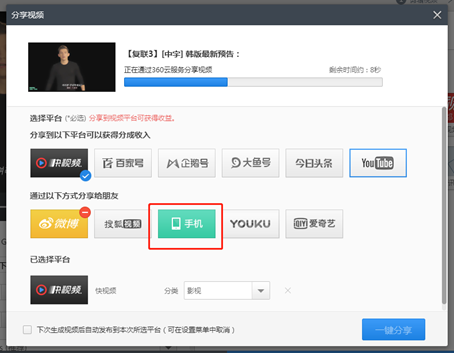 分享视频
【复联3】[中字] 韩版最新预告：
正在通过360云服务分享视频
剩余时间约：8秒
选择平台 (*必选) 分享到视频平台可获得收益。
分享到以下平台可以获得分成收入
快视频 百家号 企鹅号 大鱼号 今日头条 YouTube
通过以下方式分享给朋友
微博 搜狐视频 手机 YOUKU iQIYI 爱奇艺
已选择平台
快视频 快视频 分类: 影视
下次生成视频后自动发布到本次所选平台（可在设置菜单中取消） 一键分享